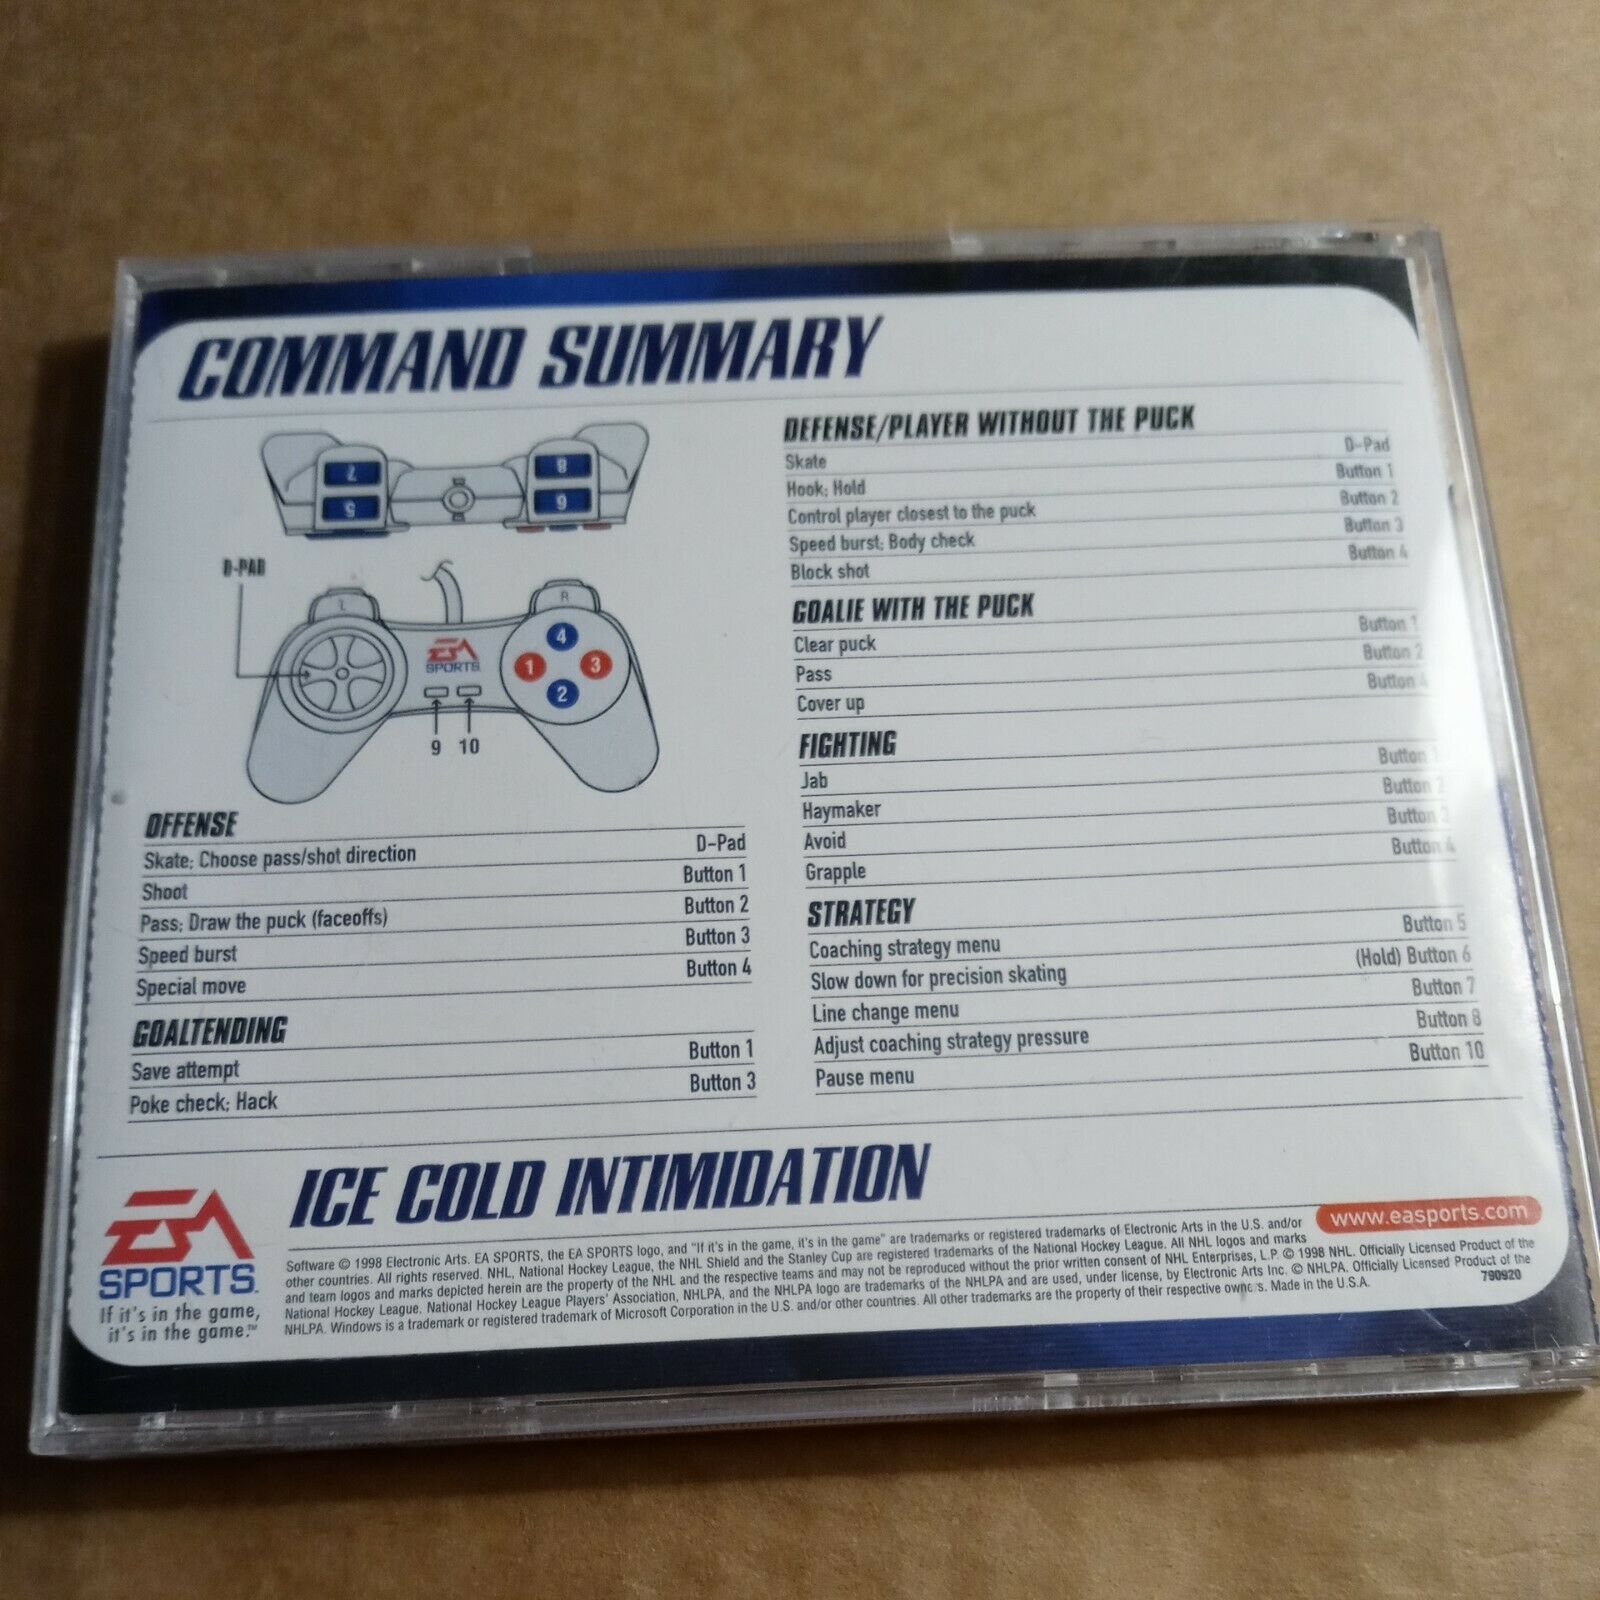 COMMAND SUMMARY
7
8
5
6
D-PAD
L
R
EA
SPORTS
4
1
3
2
9 10
OFFENSE
Skate; Choose pass/shot direction D-Pad
Shoot Button 1
Pass; Draw the puck (faceoffs) Button 2
Speed burst Button 3
Special move Button 4
GOALTENDING
Save attempt Button 1
Poke check; Hack Button 3
DEFENSE/PLAYER WITHOUT THE PUCK
Skate D-Pad
Hook; Hold Button 1
Control player closest to the puck Button 2
Speed burst; Body check Button 3
Block shot Button 4
GOALIE WITH THE PUCK
Clear puck Button 1
Pass Button 2
Cover up Button 4
FIGHTING
Jab Button 1
Haymaker Button 2
Avoid Button 3
Grapple Button 4
STRATEGY
Coaching strategy menu Button 5
Slow down for precision skating (Hold) Button 6
Line change menu Button 7
Adjust coaching strategy pressure Button 8
Pause menu Button 10
EA
SPORTS™
If it's in the game,
it's in the game.™
ICE COLD INTIMIDATION
www.easports.com
Software © 1998 Electronic Arts. EA SPORTS, the EA SPORTS logo, and "If it's in the game, it's in the game" are trademarks or registered trademarks of Electronic Arts in the U.S. and/or
other countries. All rights reserved. NHL, National Hockey League, the NHL Shield and the Stanley Cup are registered trademarks of the National Hockey League. All NHL logos and marks
and team logos and marks depicted herein are the property of the NHL and the respective teams and may not be reproduced without the prior written consent of NHL Enterprises, L.P. © 1998 NHL. Officially Licensed Product of the
National Hockey League. National Hockey League Players' Association, NHLPA, and the NHLPA logo are trademarks of the NHLPA and are used, under license, by Electronic Arts Inc. © NHLPA. Officially Licensed Product of the
NHLPA. Windows is a trademark or registered trademark of Microsoft Corporation in the U.S. and/or other countries. All other trademarks are the property of their respective owners. Made in the U.S.A.
790920